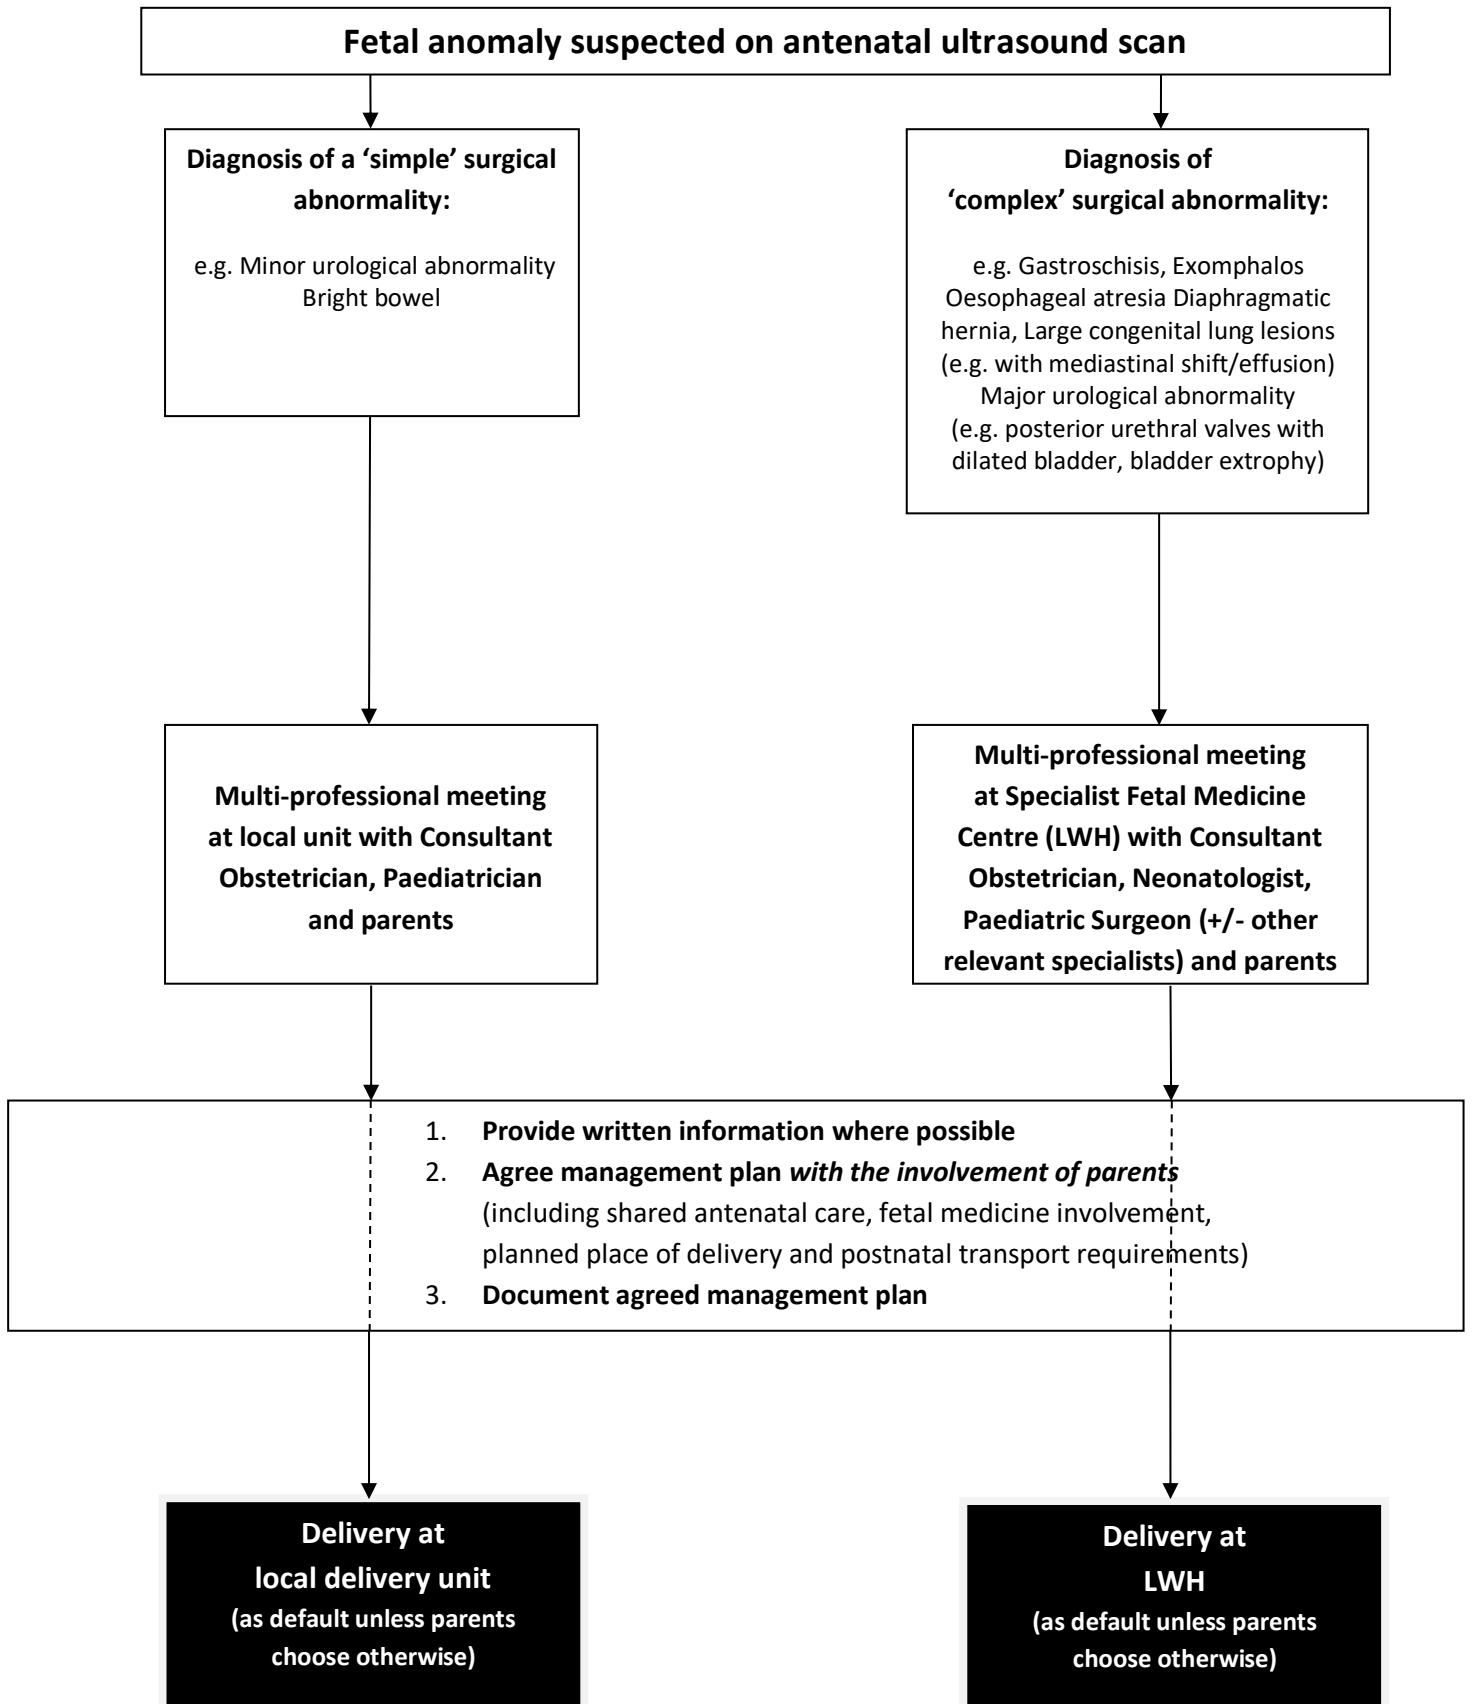 Fetal anomaly suspected on antenatal ultrasound scan
Diagnosis of a ‘simple’ surgical
abnormality:
e.g. Minor urological abnormality
Bright bowel
Diagnosis of
‘complex’ surgical abnormality:
e.g. Gastroschisis, Exomphalos
Oesophageal atresia Diaphragmatic
hernia, Large congenital lung lesions
(e.g. with mediastinal shift/effusion)
Major urological abnormality
(e.g. posterior urethral valves with
dilated bladder, bladder extrophy)
Multi-professional meeting
at local unit with Consultant
Obstetrician, Paediatrician
and parents
Multi-professional meeting
at Specialist Fetal Medicine
Centre (LWH) with Consultant
Obstetrician, Neonatologist,
Paediatric Surgeon (+/- other
relevant specialists) and parents
1. Provide written information where possible
2. Agree management plan with the involvement of parents
(including shared antenatal care, fetal medicine involvement,
planned place of delivery and postnatal transport requirements)
3. Document agreed management plan
Delivery at
local delivery unit
(as default unless parents
choose otherwise)
Delivery at
LWH
(as default unless parents
choose otherwise)